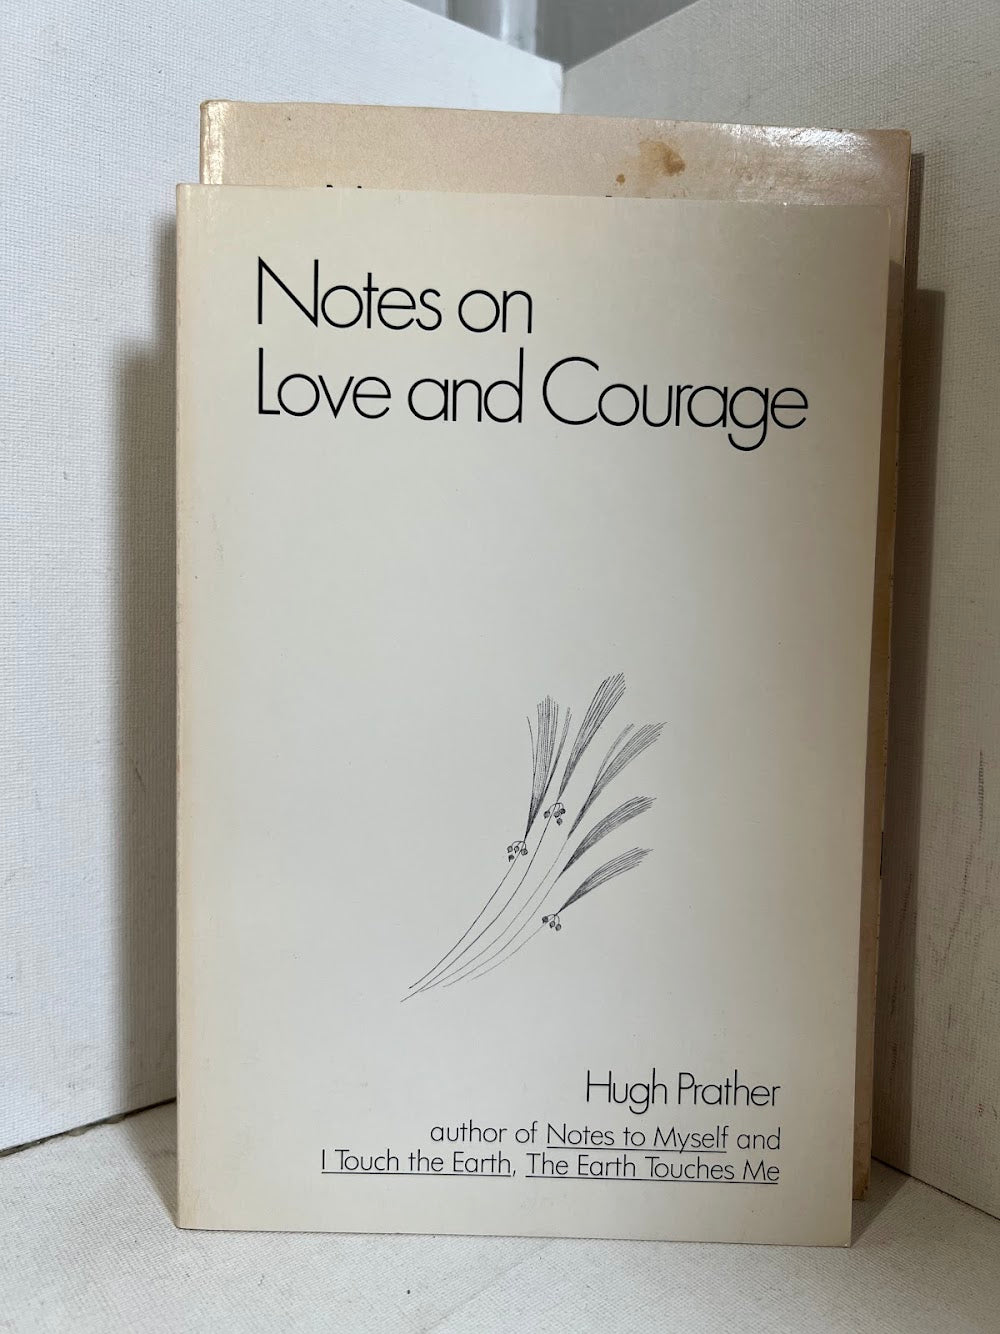 Notes on
Love and Courage
Hugh Prather
author of Notes to Myself and
I Touch the Earth, The Earth Touches Me